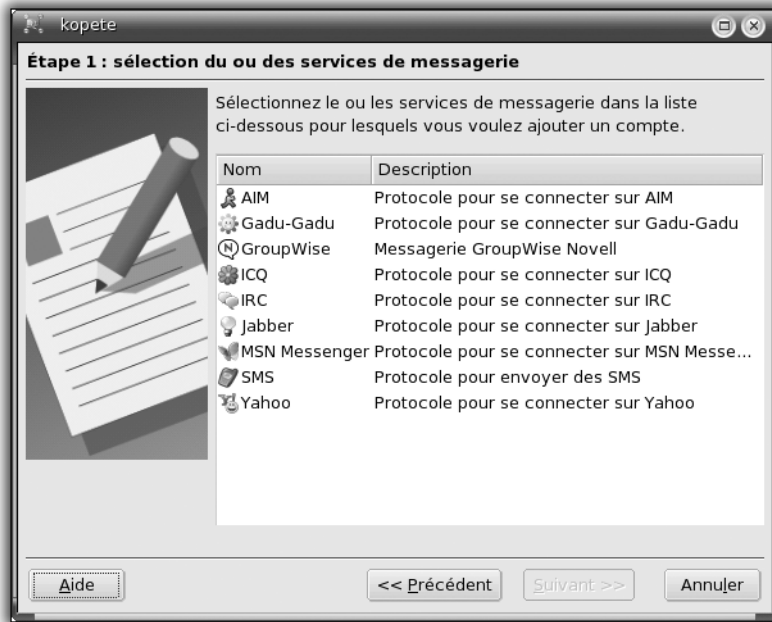 kopete
Étape 1 : sélection du ou des services de messagerie
Sélectionnez le ou les services de messagerie dans la liste
ci-dessous pour lesquels vous voulez ajouter un compte.
Nom Description
AIM Protocole pour se connecter sur AIM
Gadu-Gadu Protocole pour se connecter sur Gadu-Gadu
GroupWise Messagerie GroupWise Novell
ICQ Protocole pour se connecter sur ICQ
IRC Protocole pour se connecter sur IRC
Jabber Protocole pour se connecter sur Jabber
MSN Messenger Protocole pour se connecter sur MSN Messe...
SMS Protocole pour envoyer des SMS
Yahoo Protocole pour se connecter sur Yahoo
Aide << Précédent Suivant >> Annuler